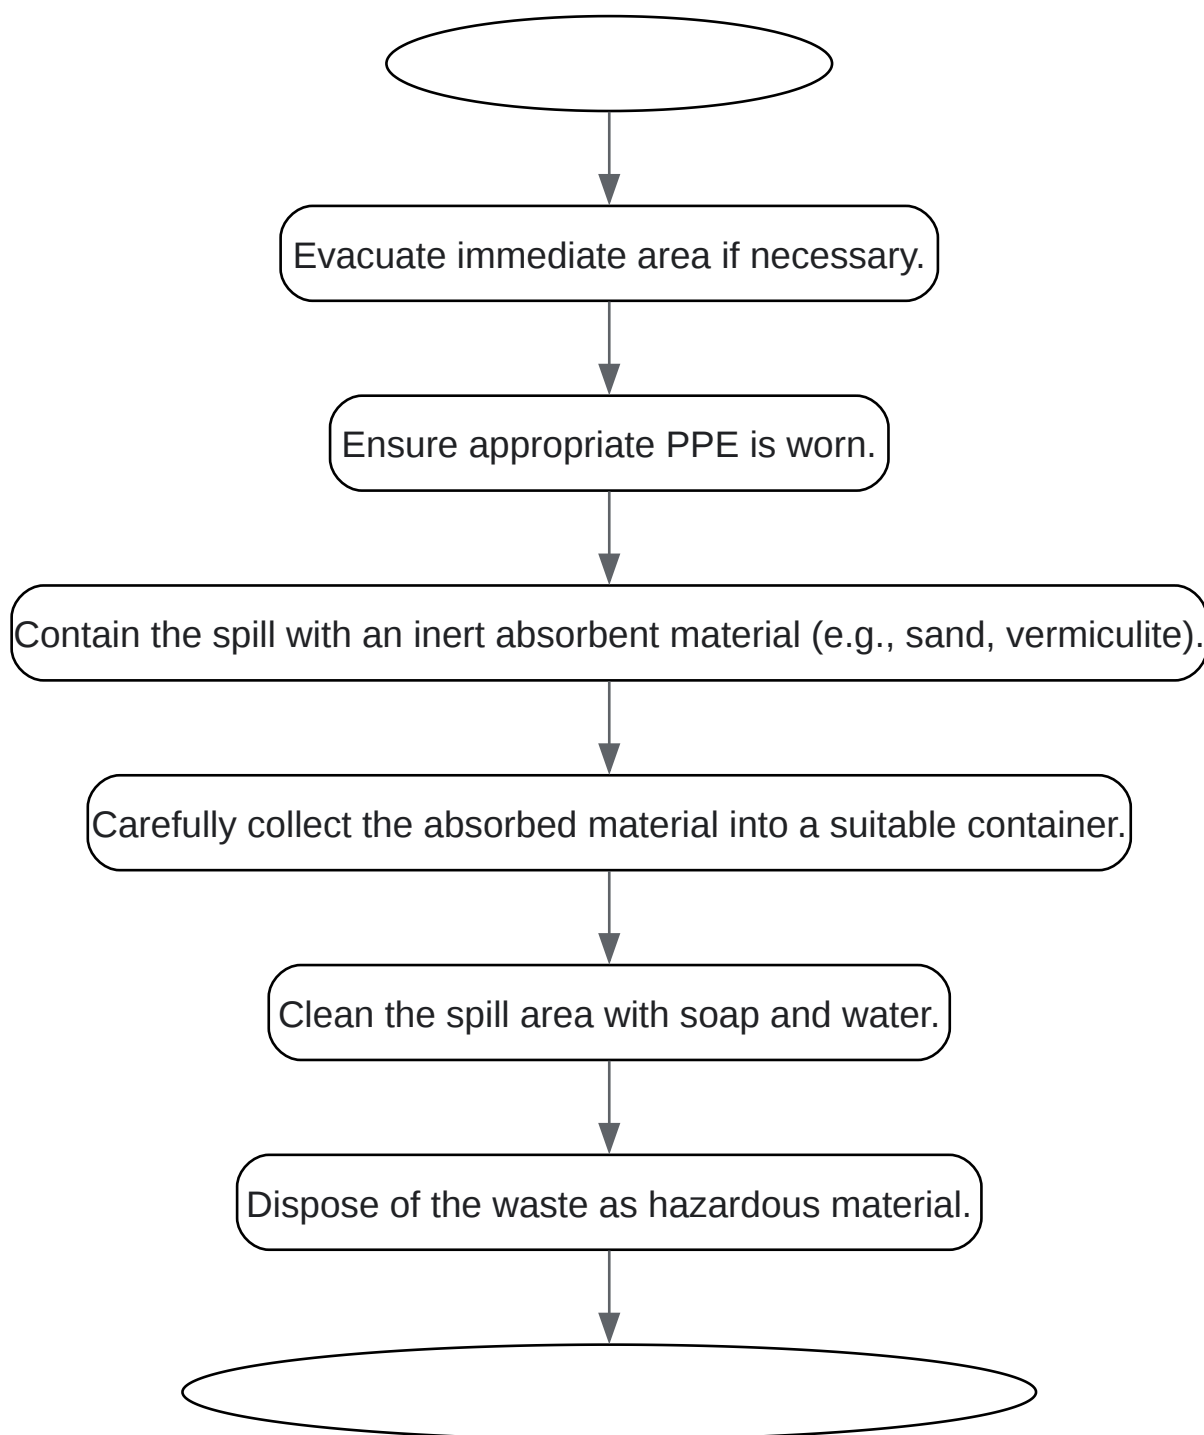 Evacuate immediate area if necessary.
Ensure appropriate PPE is worn.
Contain the spill with an inert absorbent material (e.g., sand, vermiculite).
Carefully collect the absorbed material into a suitable container.
Clean the spill area with soap and water.
Dispose of the waste as hazardous material.